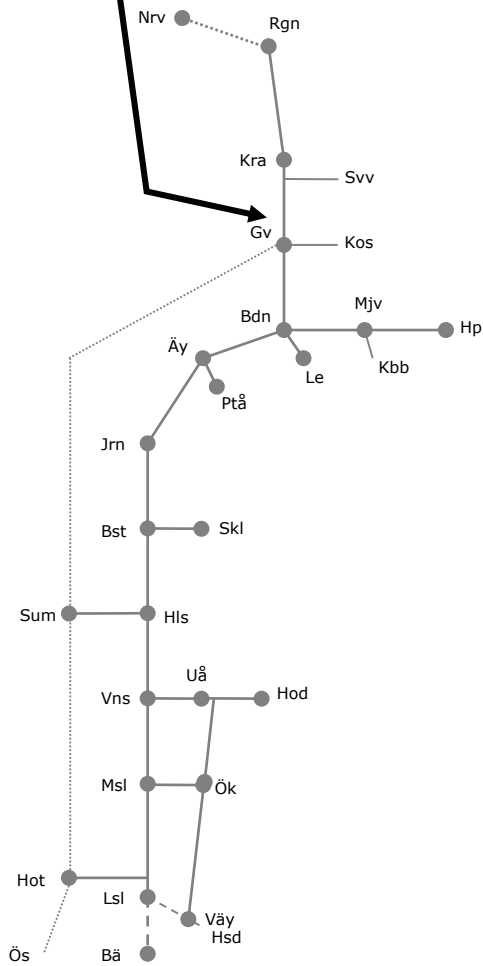 Nrv
Rgn
Kra
Svv
Gv
Kos
Bdn
Mjv
Hp
Äy
Le
Kbb
Ptå
Jrn
Bst
Skl
Sum
Hls
Uå
Vns
Hod
Msl
Ök
Hot
Lsl
Väy
Hsd
Ös
Bä